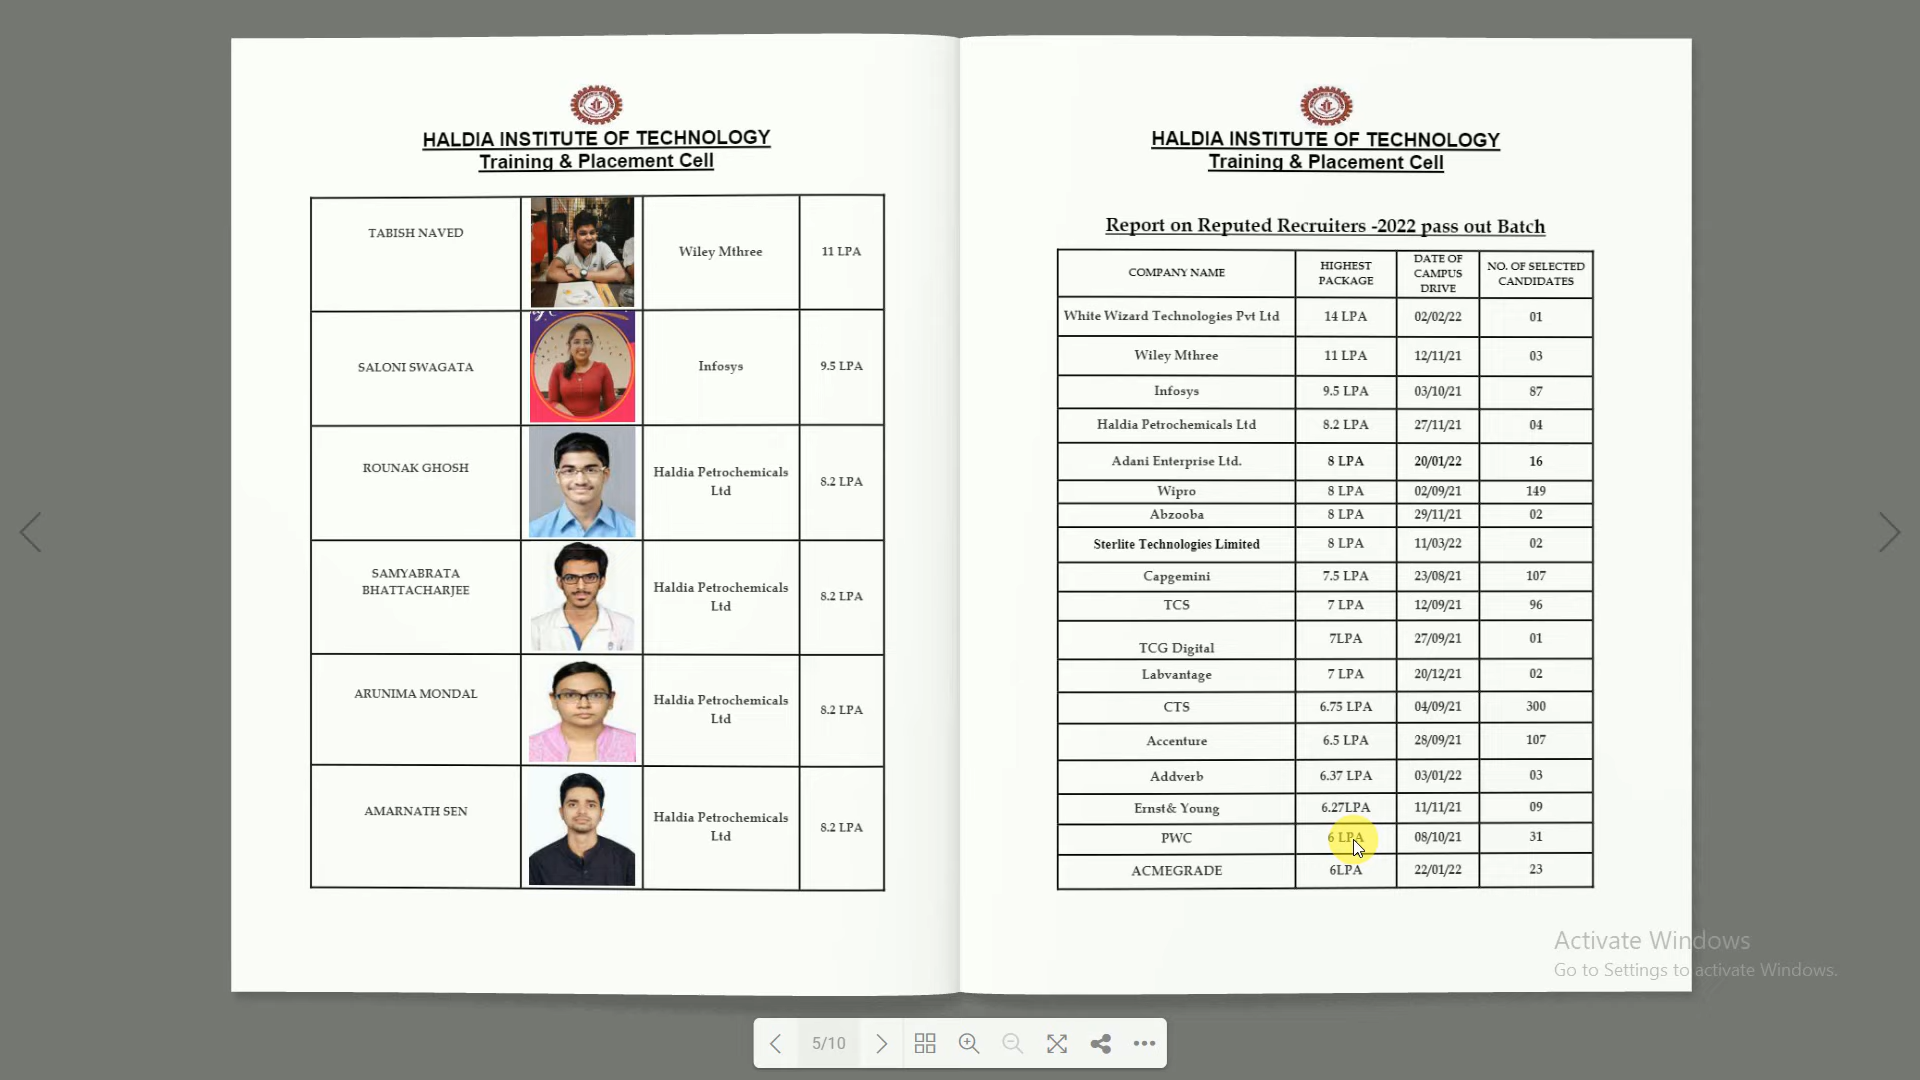 HALDIA INSTITUTE OF TECHNOLOGY
Training & Placement Cell
TABISH NAVED
Wiley Mthree
11 LPA
SALONI SWAGATA
Infosys
9.5 LPA
ROUNAK GHOSH
Haldia Petrochemicals
Ltd
8.2 LPA
SAMYABRATA
BHATTACHARJEE
Haldia Petrochemicals
Ltd
8.2 LPA
ARUNIMA MONDAL
Haldia Petrochemicals
Ltd
8.2 LPA
AMARNATH SEN
Haldia Petrochemicals
Ltd
8.2 LPA
HALDIA INSTITUTE OF TECHNOLOGY
Training & Placement Cell
Report on Reputed Recruiters -2022 pass out Batch
COMPANY NAME
HIGHEST
PACKAGE
DATE OF
CAMPUS
DRIVE
NO. OF SELECTED
CANDIDATES
White Wizard Technologies Pvt Ltd 14 LPA 02/02/22 01
Wiley Mthree 11 LPA 12/11/21 03
Infosys 9.5 LPA 03/10/21 87
Haldia Petrochemicals Ltd 8.2 LPA 27/11/21 04
Adani Enterprise Ltd. 8 LPA 20/01/22 16
Wipro 8 LPA 02/09/21 149
Abzooba 8 LPA 29/11/21 02
Sterlite Technologies Limited 8 LPA 11/03/22 02
Capgemini 7.5 LPA 23/08/21 107
TCS 7 LPA 12/09/21 96
TCG Digital 7LPA 27/09/21 01
Labvantage 7 LPA 20/12/21 02
CTS 6.75 LPA 04/09/21 300
Accenture 6.5 LPA 28/09/21 107
Addverb 6.37 LPA 03/01/22 03
Ernst& Young 6.27LPA 11/11/21 09
PWC 6 LPA 08/10/21 31
ACMEGRADE 6LPA 22/01/22 23
Activate Windows
Go to Settings to activate Windows.
5/10